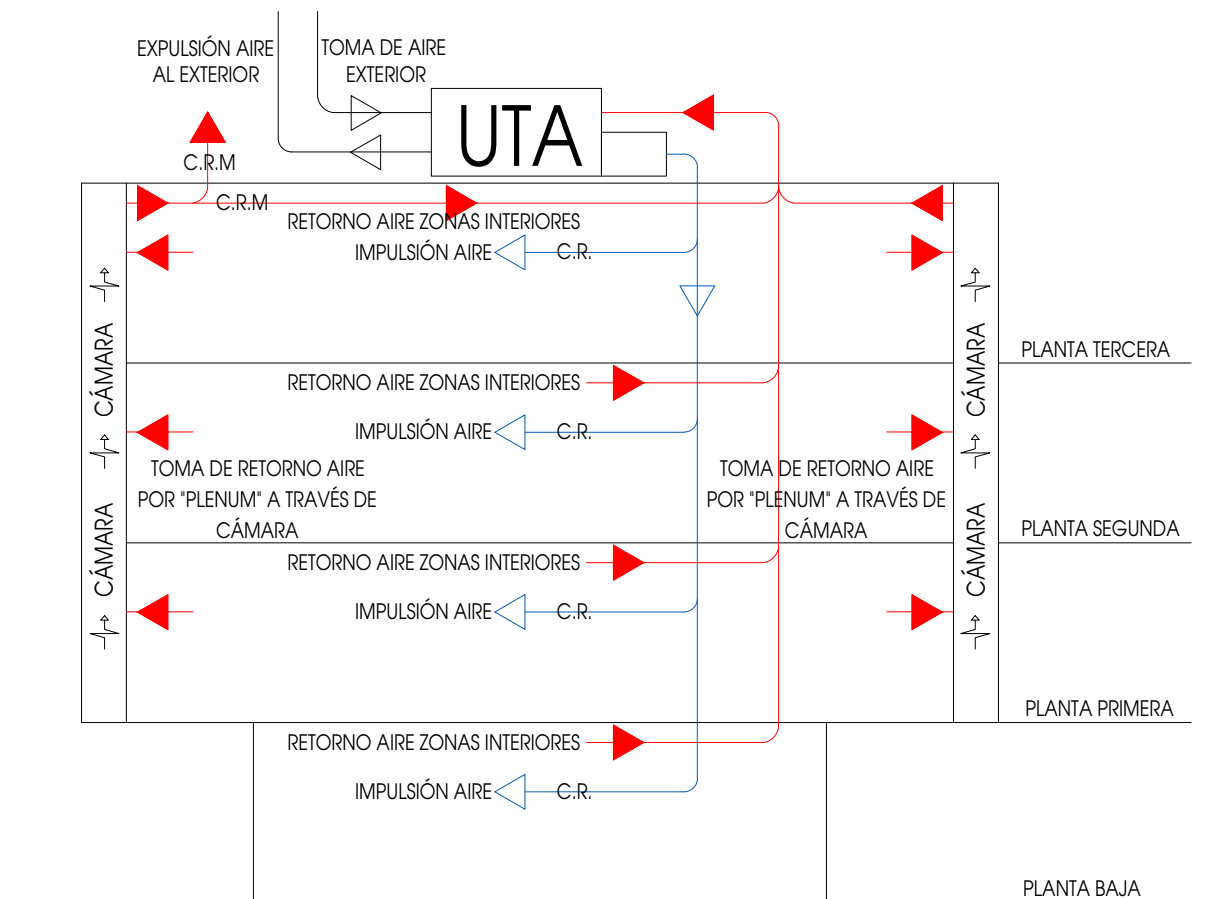 EXPULSIÓN AIRE
AL EXTERIOR
TOMA DE AIRE
EXTERIOR
UTA
C.R.M
C.R.M
RETORNO AIRE ZONAS INTERIORES
IMPULSIÓN AIRE
C.R.
CÁMARA
CÁMARA
PLANTA TERCERA
RETORNO AIRE ZONAS INTERIORES
IMPULSIÓN AIRE
C.R.
TOMA DE RETORNO AIRE
POR "PLENUM" A TRAVÉS DE
CÁMARA
TOMA DE RETORNO AIRE
POR "PLENUM" A TRAVÉS DE
CÁMARA
CÁMARA
CÁMARA
PLANTA SEGUNDA
RETORNO AIRE ZONAS INTERIORES
IMPULSIÓN AIRE
C.R.
PLANTA PRIMERA
RETORNO AIRE ZONAS INTERIORES
IMPULSIÓN AIRE
C.R.
PLANTA BAJA